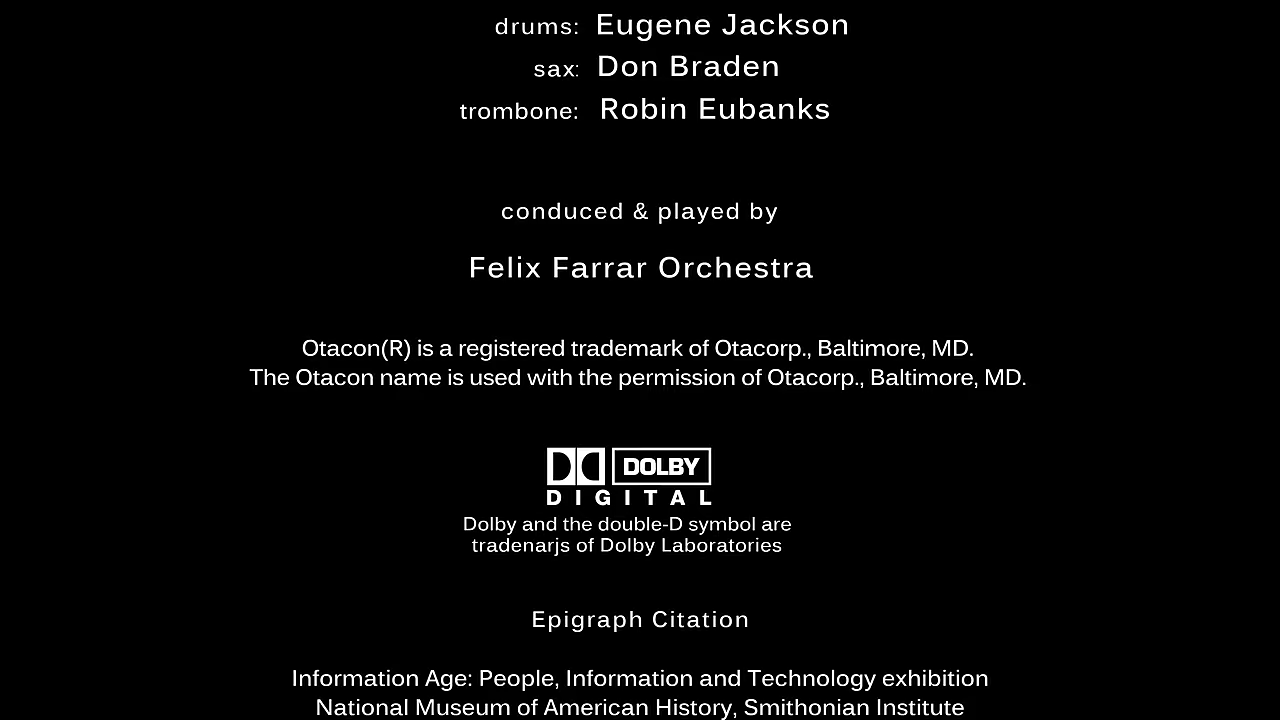 drums: Eugene Jackson
sax: Don Braden
trombone: Robin Eubanks
conduced & played by
Felix Farrar Orchestra
Otacon(R) is a registered trademark of Otacorp., Baltimore, MD.
The Otacon name is used with the permission of Otacorp., Baltimore, MD.
DOLBY
DIGITAL
Dolby and the double-D symbol are
tradenarjs of Dolby Laboratories
Epigraph Citation
Information Age: People, Information and Technology exhibition
National Museum of American History, Smithonian Institute